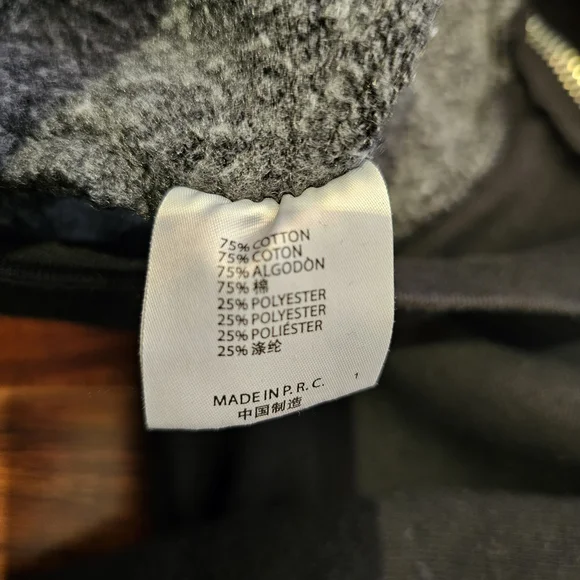 75% COTTON
75% COTON
75% ALGODÒN
75% 棉
25% POLYESTER
25% POLYESTER
25% POLIÉSTER
25% 涤纶
MADE IN P. R. C.
中国制造
1